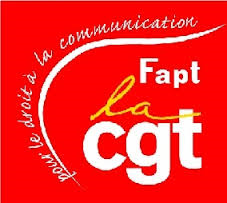 pour le droit à la communication
Fapt
la
cgt